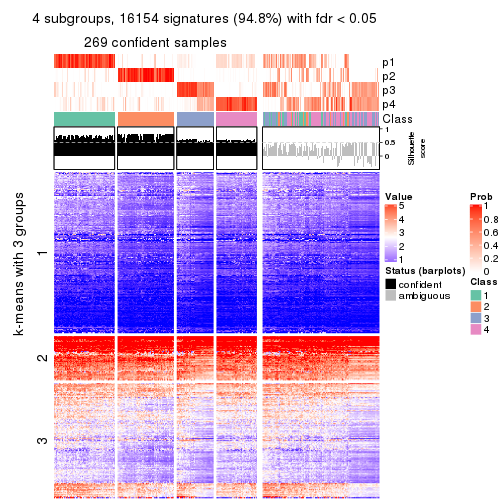 4 subgroups, 16154 signatures (94.8%) with fdr < 0.05
269 confident samples
p1
p2
p3
p4
Class
1
0.5
0
Silhouette
score
k-means with 3 groups
1
2
3
Value
5
4
3
2
1
Status (barplots)
confident
ambiguous
Prob
1
0.8
0.6
0.4
0.2
0
Class
1
2
3
4